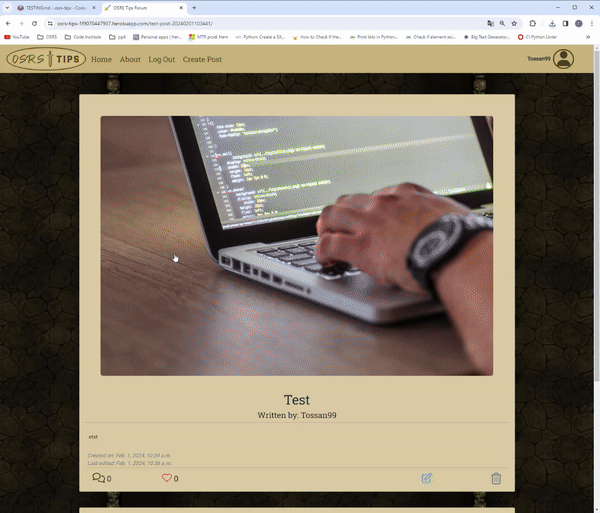 TESTING.md - osrs-tips - Code
OSRS Tips Forum
osrs-tips-1f9070447937.herokuapp.com/test-post-20240201103441/
YouTube
OSRS
Code Institute
pp4
Personal apps | Her...
MTR prod: Hem
Python Create a EX...
How to Check if the...
Print lists in Python...
Check if element exi...
Big Text Generator...
CI Python Linter
OSRS TIPS
Home
About
Log Out
Create Post
Tossan99
Test
Written by: Tossan99
Created on: Feb. 1, 2024, 10:34 a.m.
Last edited: Feb. 1, 2024, 10:36 a.m.
0
0